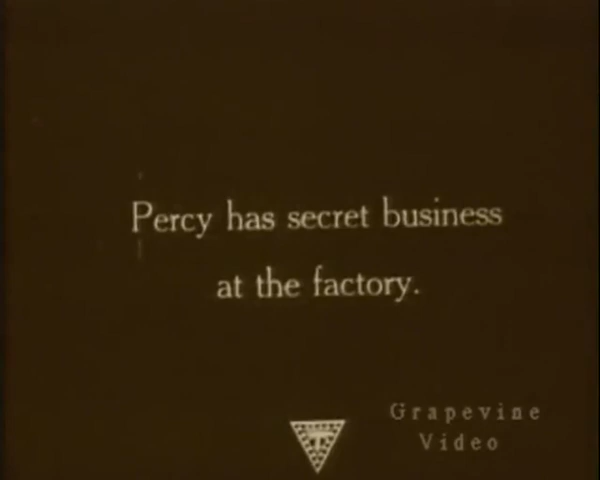 Percy has secret business
at the factory.
Grapevine
Video